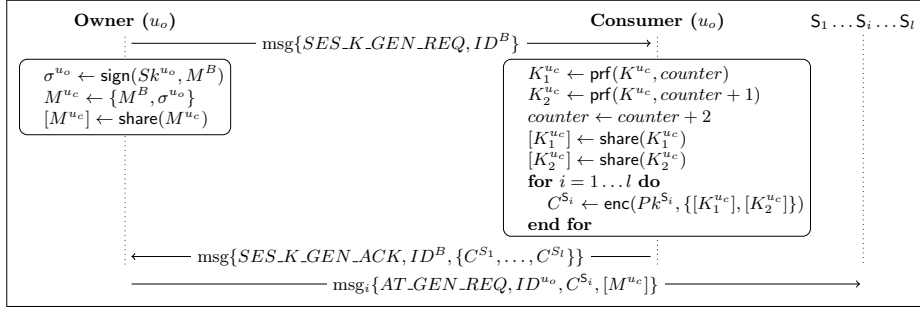 Owner (u_o) Consumer (u_o) S_1 … S_i … S_l
msg{SES_K_GEN_REQ, ID^B}
σ^{u_o} ← sign(Sk^{u_o}, M^B)
M^{u_c} ← {M^B, σ^{u_o}}
[M^{u_c}] ← share(M^{u_c})
K_1^{u_c} ← prf(K^{u_c}, counter)
K_2^{u_c} ← prf(K^{u_c}, counter + 1)
counter ← counter + 2
[K_1^{u_c}] ← share(K_1^{u_c})
[K_2^{u_c}] ← share(K_2^{u_c})
for i = 1 … l do
C^{S_i} ← enc(Pk^{S_i}, {[K_1^{u_c}], [K_2^{u_c}]})
end for
msg{SES_K_GEN_ACK, ID^B, {C^{S_1}, …, C^{S_l}}}
msg_i{AT_GEN_REQ, ID^{u_o}, C^{S_i}, [M^{u_c}]}